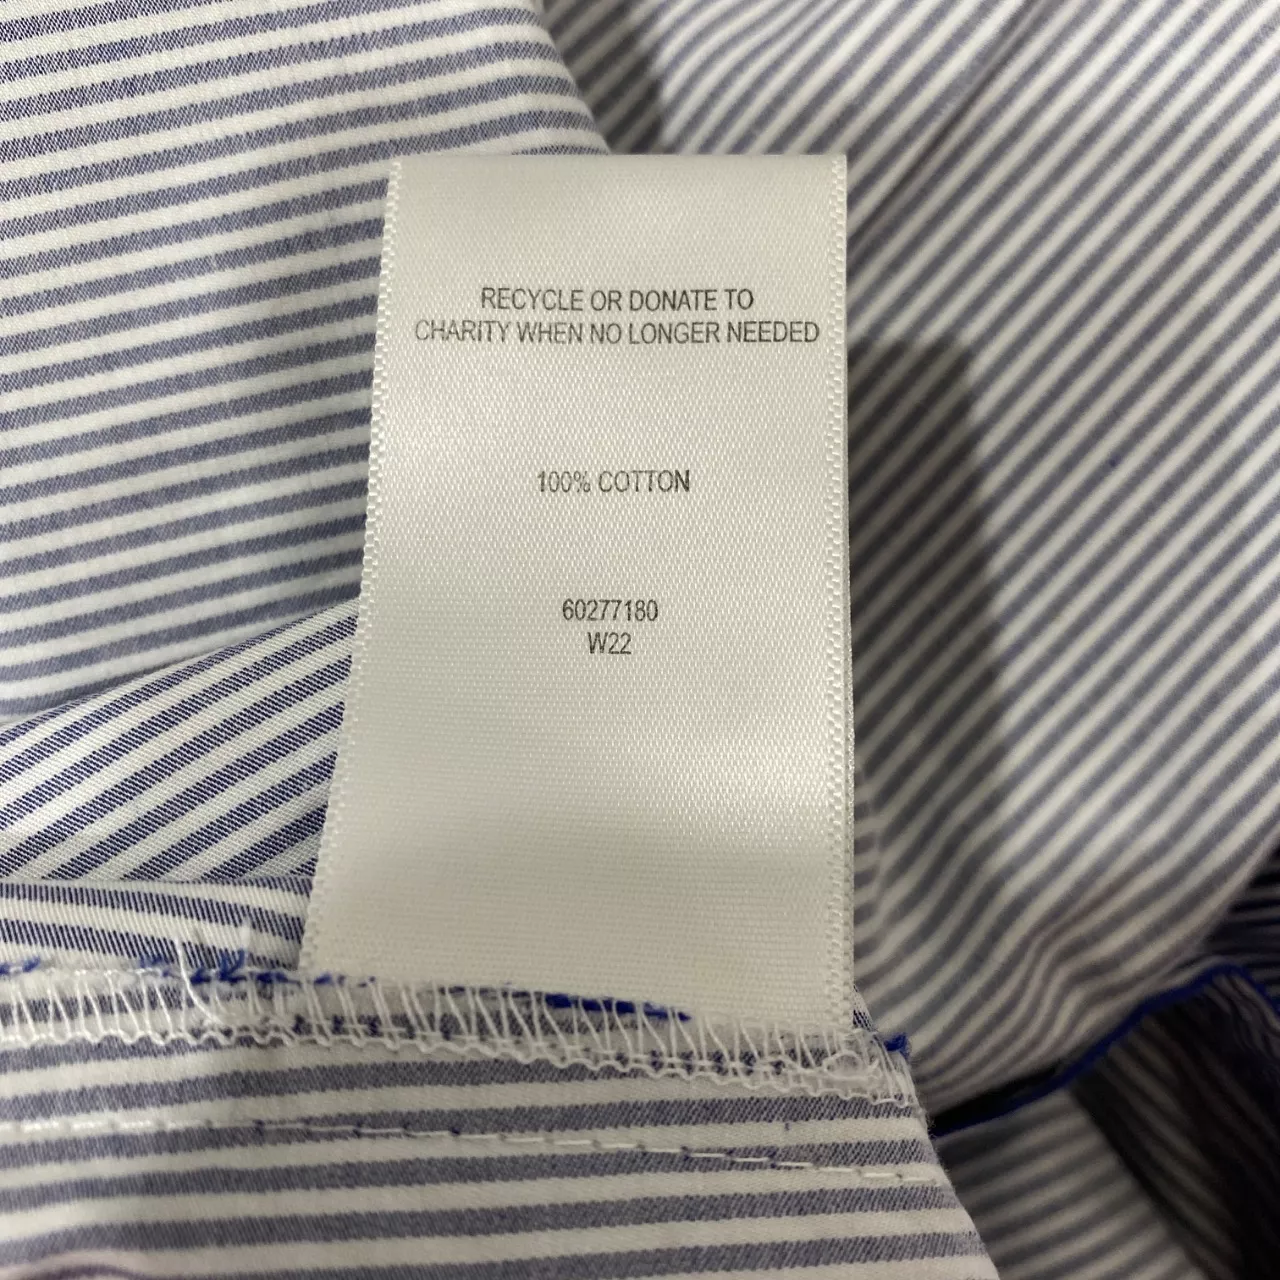 RECYCLE OR DONATE TO
CHARITY WHEN NO LONGER NEEDED
100% COTTON
60277180
W22